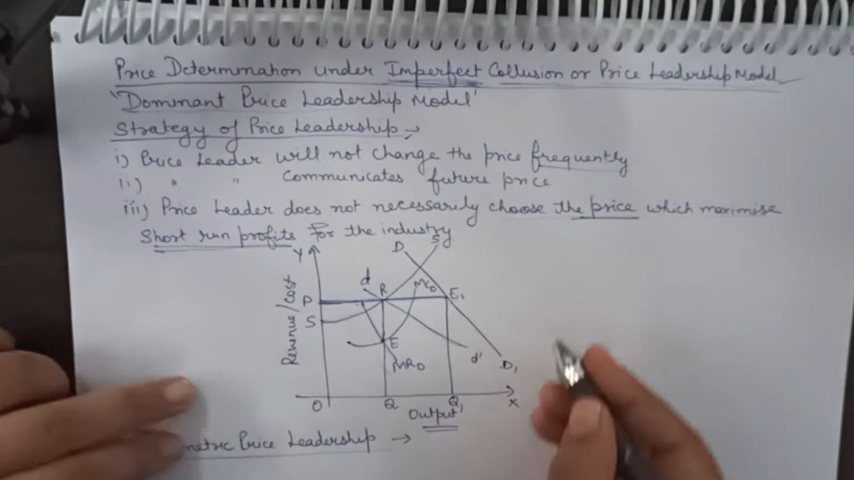 Price Determination under Imperfect Collusion or Price Leadership Model
'Dominant Price Leadership Model'
Strategy of Price Leadership →
i) Price Leader will not change the price frequently
ii) " " communicates future price
iii) Price Leader does not necessarily choose the price which maximise
Short run profits for the industry
Y
D
S
d
R
MCD
E1
P
S
Revenue/Cost
E
MRD
d'
D1
O
Q
Q1
X
Output
metric Price Leadership →